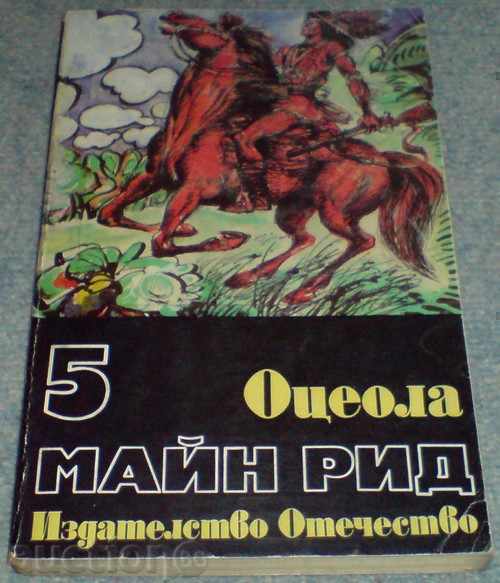 5 Оцеола
МАЙН РИД
Издателство Отечество